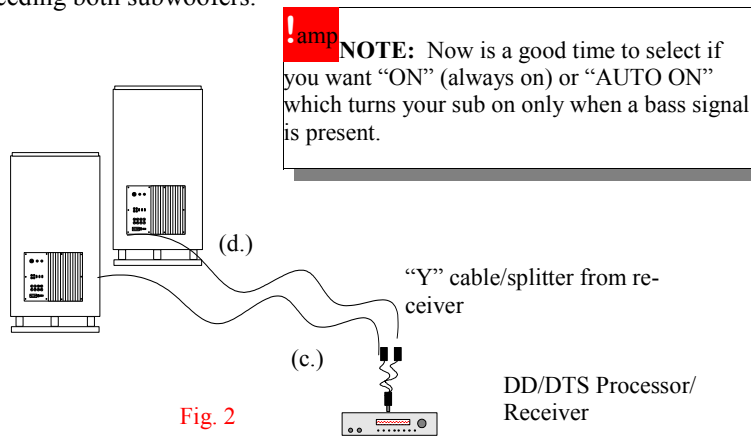 eeding both subwoofers.
!amp
NOTE: Now is a good time to select if
you want “ON” (always on) or “AUTO ON”
which turns your sub on only when a bass signal
is present.
(d.)
“Y” cable/splitter from re-
ceiver
(c.)
DD/DTS Processor/
Receiver
Fig. 2